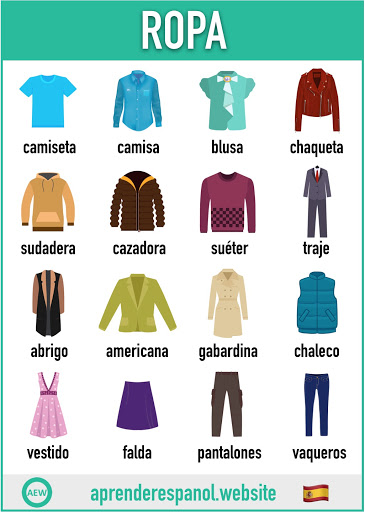 ROPA
camiseta camisa blusa chaqueta
sudadera cazadora suéter traje
abrigo americana gabardina chaleco
vestido falda pantalones vaqueros
AEW aprenderespanol.website